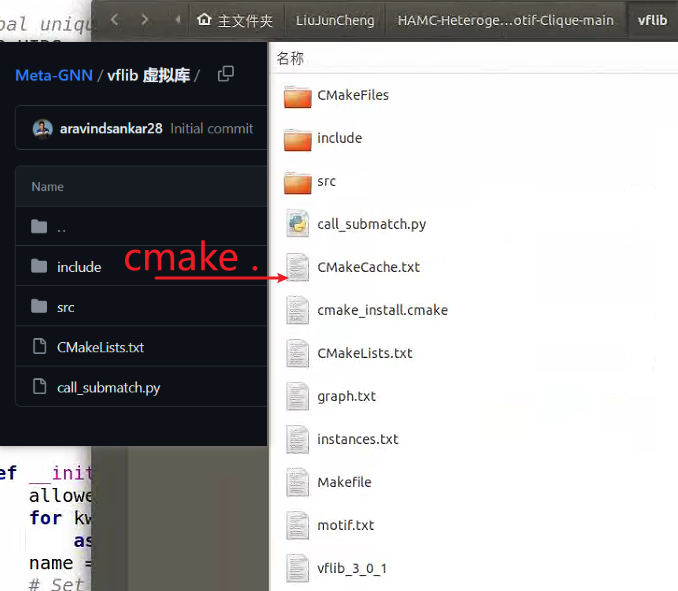 bal uniqu
主文件夹
LiuJunCheng
HAMC-Heteroge...otif-Clique-main
vflib
Meta-GNN / vflib 虚拟库 /
aravindsankar28 Initial commit
Name
..
include
src
CMakeLists.txt
call_submatch.py
cmake .
名称
CMakeFiles
include
src
call_submatch.py
CMakeCache.txt
cmake_install.cmake
CMakeLists.txt
graph.txt
instances.txt
Makefile
motif.txt
vflib_3_0_1
ef __init
allowe
for kw
as
name =
# Set